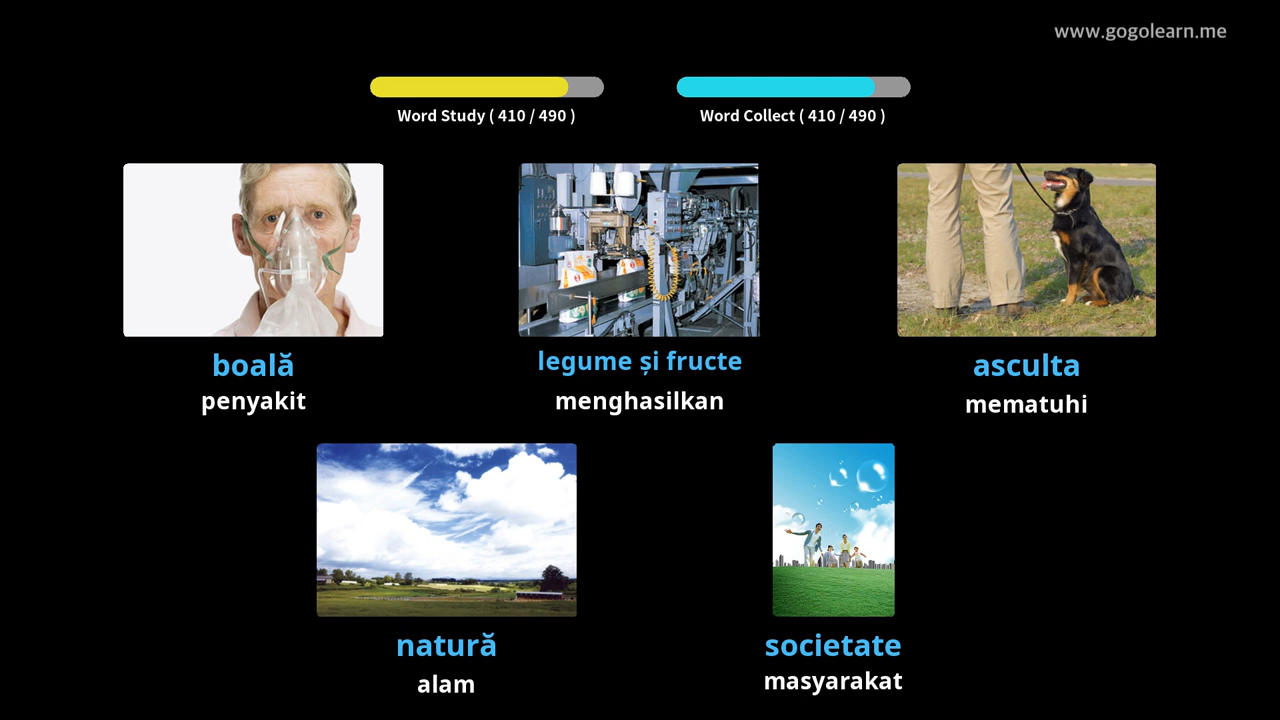 www.gogolearn.me
Word Study ( 410 / 490 )
Word Collect ( 410 / 490 )
boală
penyakit
legume și fructe
menghasilkan
asculta
mematuhi
natură
alam
societate
masyarakat